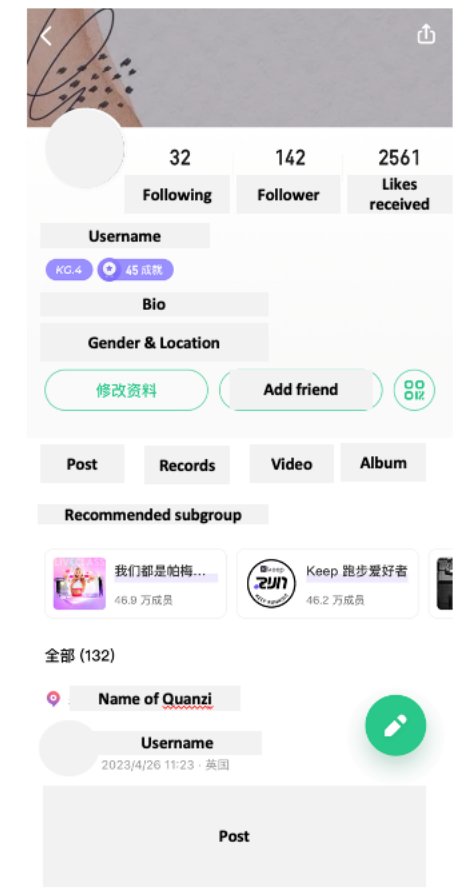 32
142
2561
Following
Follower
Likes
received
Username
KG.4
45 成就
Bio
Gender & Location
修改资料
Add friend
Post
Records
Video
Album
Recommended subgroup
我们都是帕梅...
46.9 万成员
Keep 跑步爱好者
46.2 万成员
全部 (132)
Name of Quanzi
Username
2023/4/26 11:23 · 英国
Post